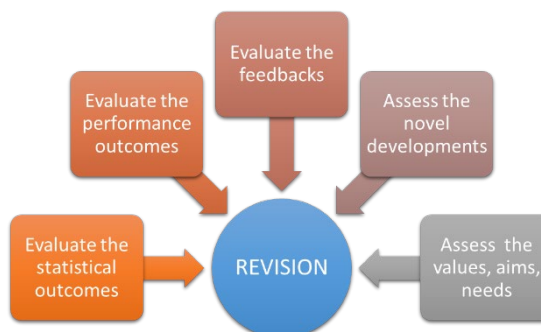 Evaluate the
feedbacks
Evaluate the
performance
outcomes
Assess the
novel
developments
Evaluate the
statistical
outcomes
REVISION
Assess  the
values, aims,
needs